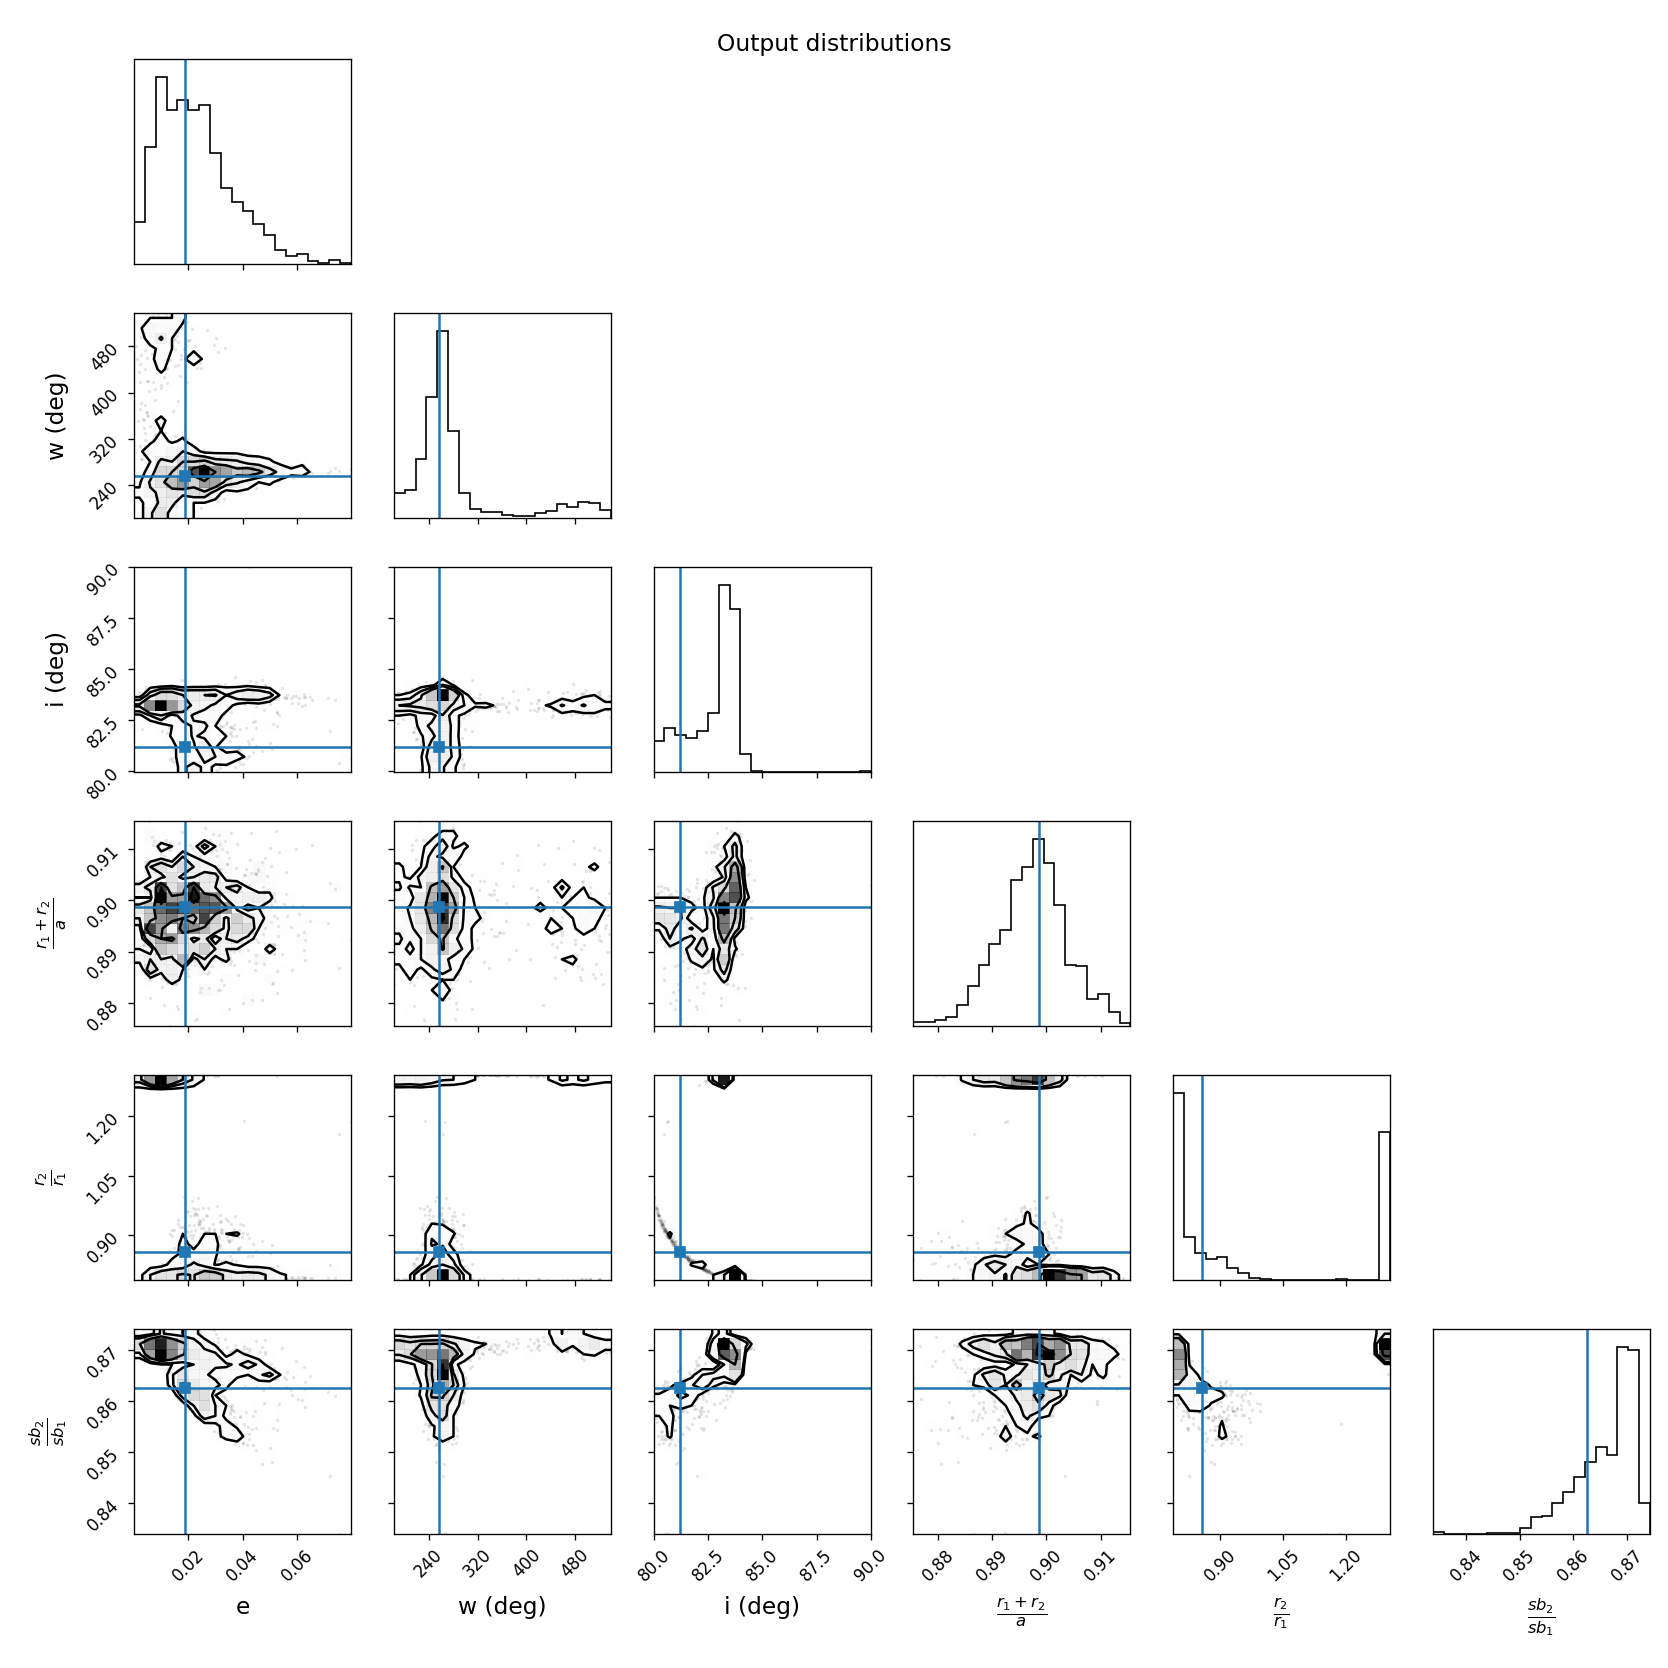 Output distributions
w (deg)
480
400
320
240
i (deg)
90.0
87.5
85.0
82.5
80.0
r₁ + r₂
a
0.91
0.90
0.89
0.88
r₂
r₁
1.20
1.05
0.90
sb₂
sb₁
0.87
0.86
0.85
0.84
0.02 0.04 0.06 240 320 400 480 80.0 82.5 85.0 87.5 90.0 0.88 0.89 0.90 0.91 0.90 1.05 1.20 0.84 0.85 0.86 0.87
e w (deg) i (deg) r₁ + r₂ r₂ sb₂
a r₁ sb₁